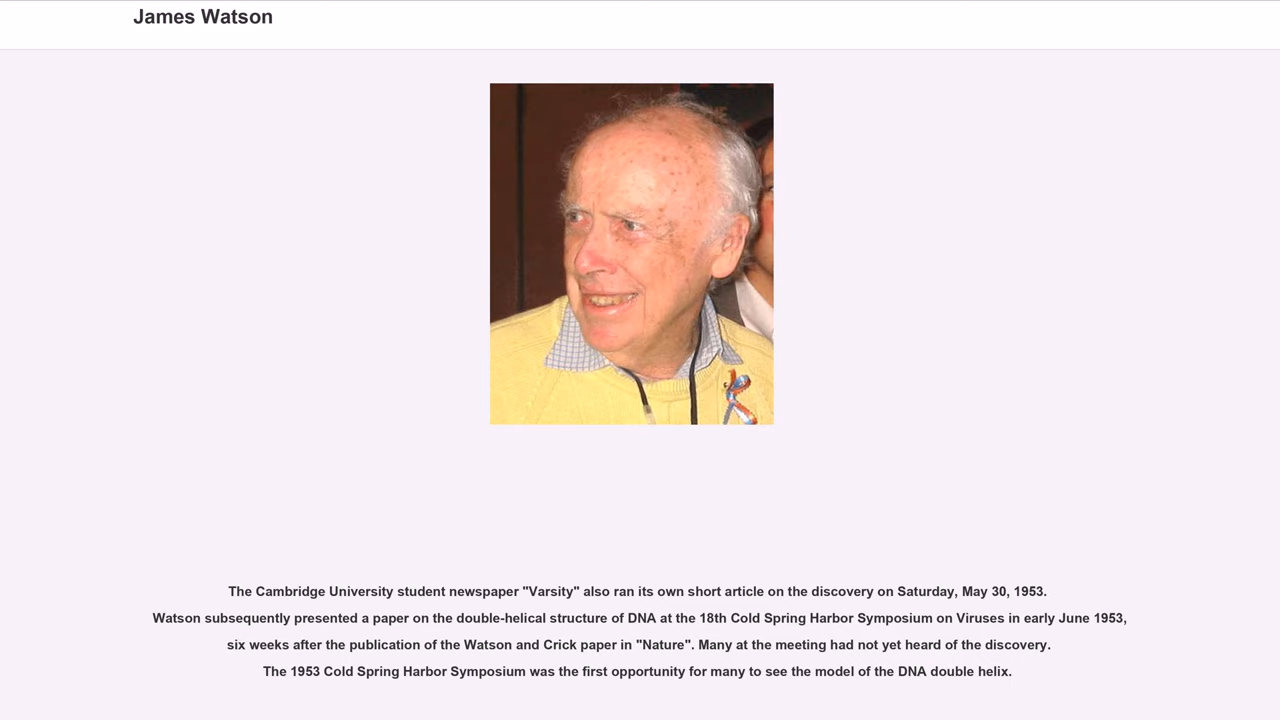 James Watson
The Cambridge University student newspaper "Varsity" also ran its own short article on the discovery on Saturday, May 30, 1953.
Watson subsequently presented a paper on the double-helical structure of DNA at the 18th Cold Spring Harbor Symposium on Viruses in early June 1953,
six weeks after the publication of the Watson and Crick paper in "Nature". Many at the meeting had not yet heard of the discovery.
The 1953 Cold Spring Harbor Symposium was the first opportunity for many to see the model of the DNA double helix.